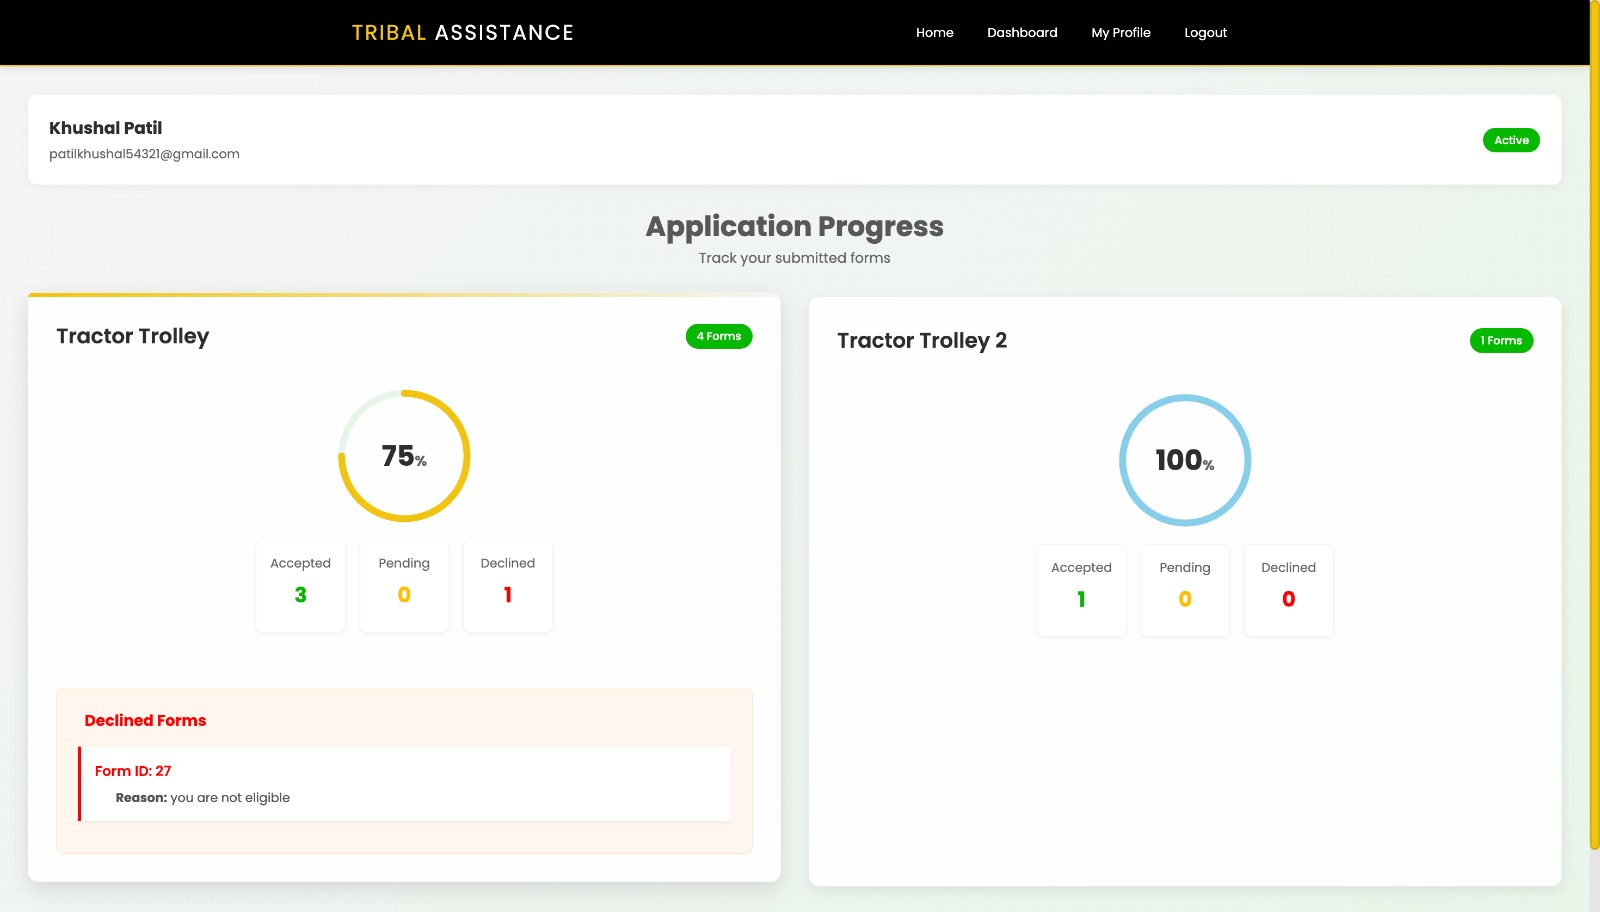 TRIBAL ASSISTANCE
Home Dashboard My Profile Logout
Khushal Patil
patilkhushal54321@gmail.com
Active
Application Progress
Track your submitted forms
Tractor Trolley
4 Forms
75%
Accepted Pending Declined
3 0 1
Declined Forms
Form ID: 27
Reason: you are not eligible
Tractor Trolley 2
1 Forms
100%
Accepted Pending Declined
1 0 0